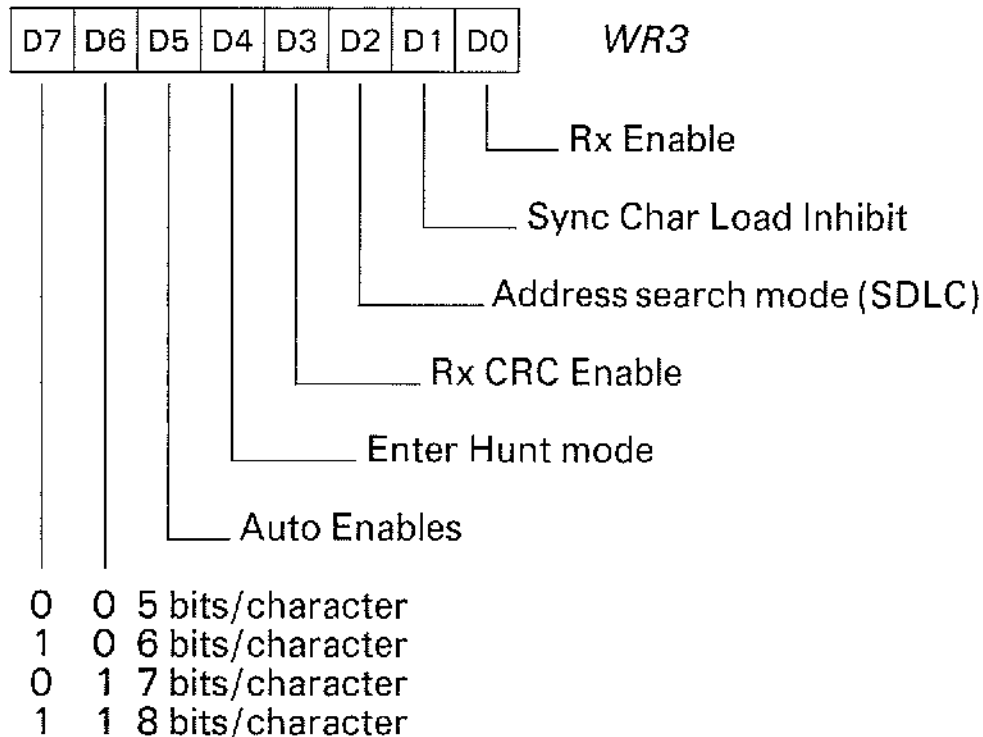 D7 D6 D5 D4 D3 D2 D1 D0 WR3
Rx Enable
Sync Char Load Inhibit
Address search mode (SDLC)
Rx CRC Enable
Enter Hunt mode
Auto Enables
0 0 5 bits/character
1 0 6 bits/character
0 1 7 bits/character
1 1 8 bits/character